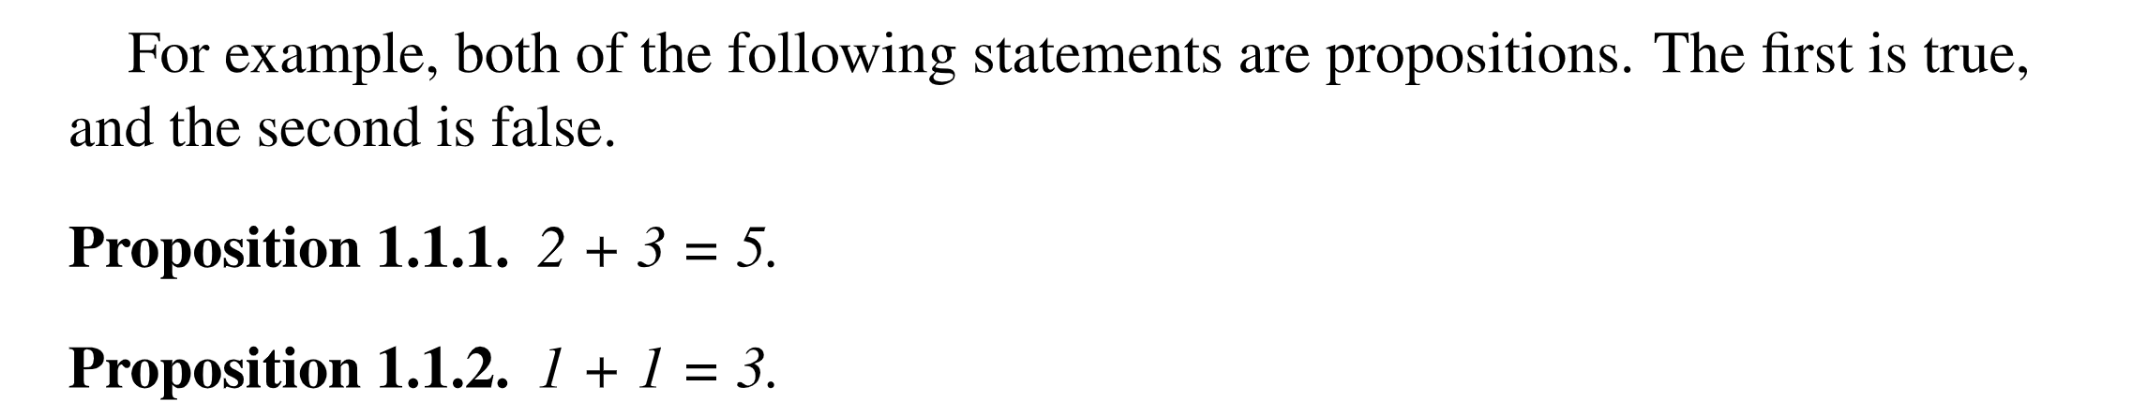 For example, both of the following statements are propositions. The first is true,
and the second is false.
Proposition 1.1.1. 2 + 3 = 5.
Proposition 1.1.2. 1 + 1 = 3.